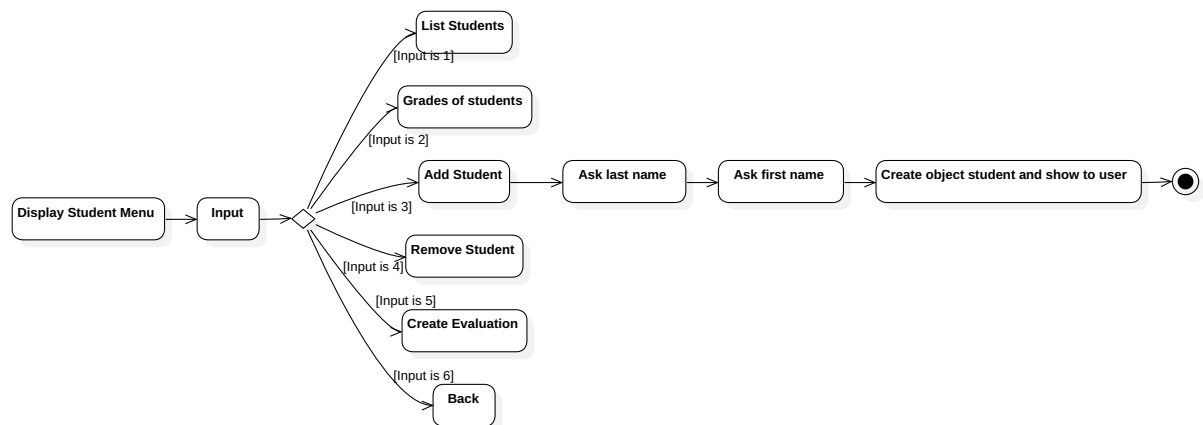 List Students
[Input is 1]
Grades of students
[Input is 2]
Add Student
Ask last name
Ask first name
Create object student and show to user
[Input is 3]
Display Student Menu
Input
Remove Student
[Input is 4]
[Input is 5]
Create Evaluation
[Input is 6]
Back